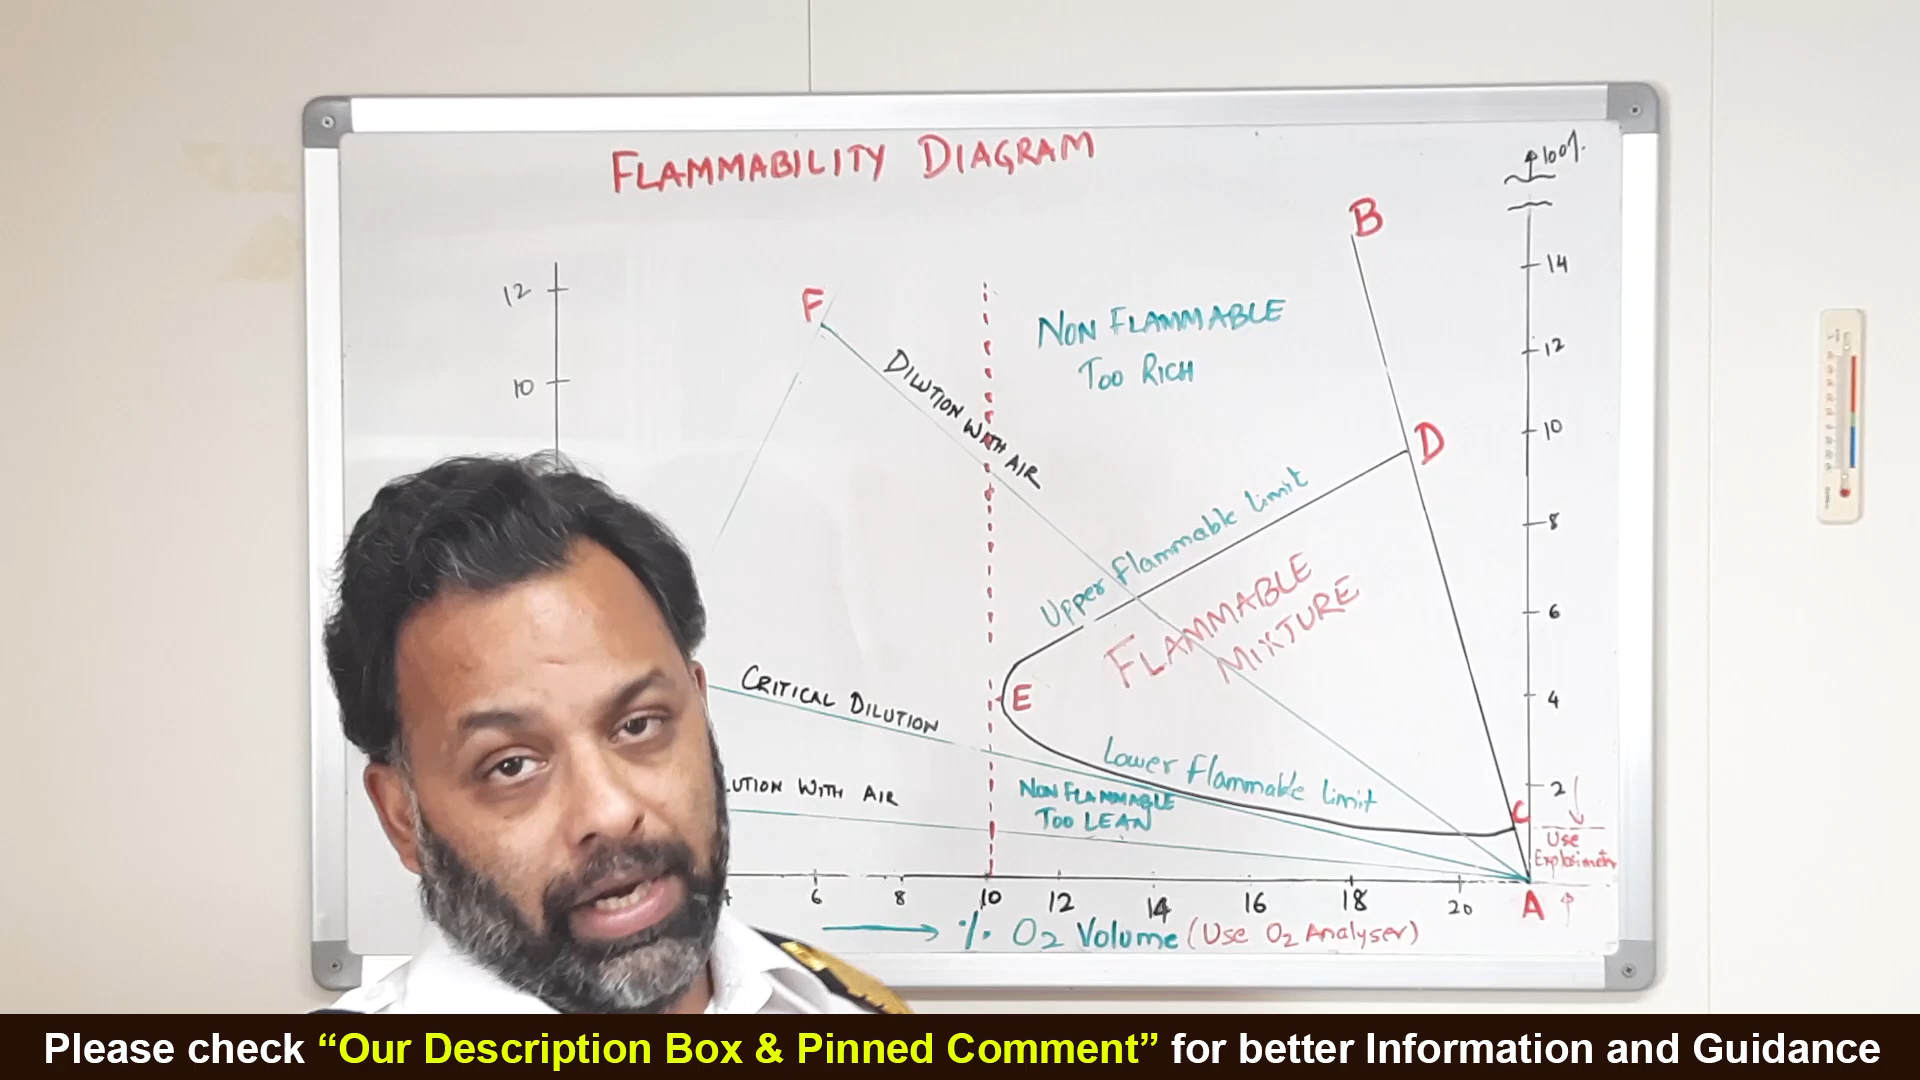 FLAMMABILITY DIAGRAM
100%
B
14
12
F
NON FLAMMABLE
TOO RICH
12
10
DILUTION WITH AIR
10
D
8
Upper Flammable limit
FLAMMABLE
MIXTURE
6
CRITICAL DILUTION
E
4
Lower Flammable limit
LUTION WITH AIR
NON FLAMMABLE
TOO LEAN
2
C
Use
6
8
10
12
14
16
18
20
A
% O2 Volume (Use O2 Analyser)
Please check “Our Description Box & Pinned Comment” for better Information and Guidance